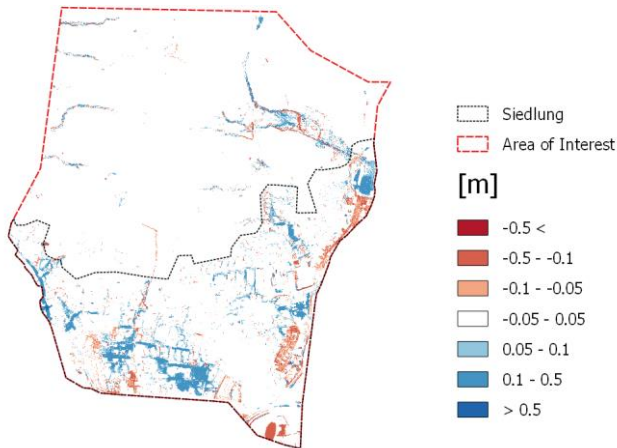 Siedlung
Area of Interest
[m]
-0.5 <
-0.5 - -0.1
-0.1 - -0.05
-0.05 - 0.05
0.05 - 0.1
0.1 - 0.5
> 0.5